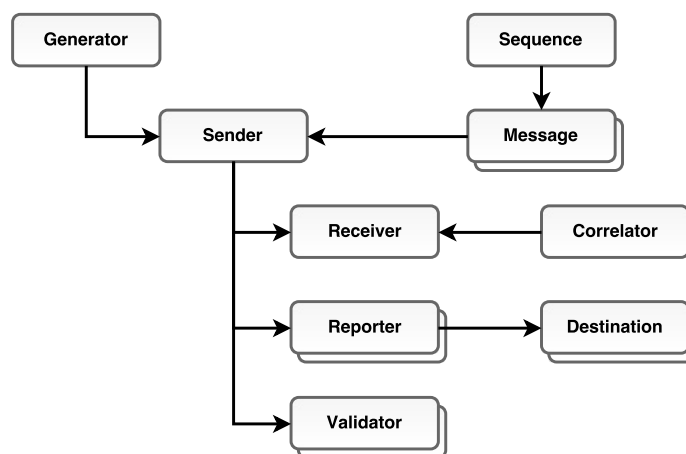 Generator
Sequence
Sender
Message
Receiver
Correlator
Reporter
Destination
Validator